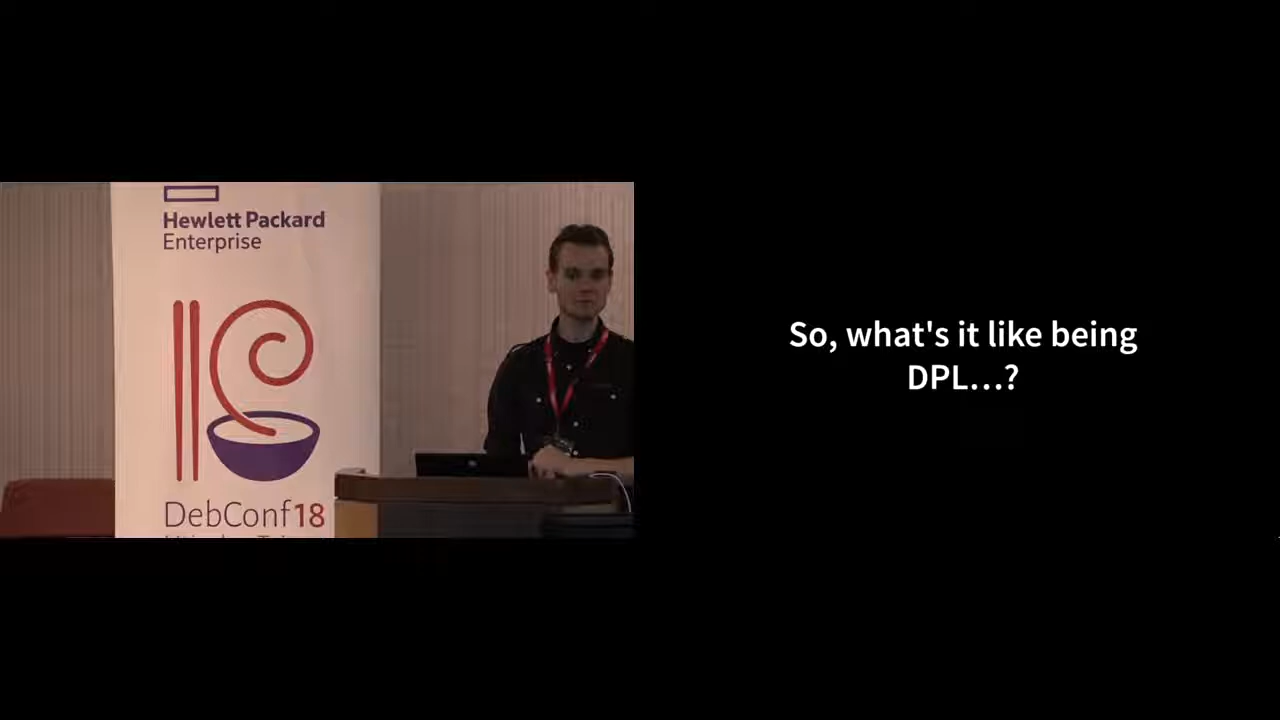 Hewlett Packard
Enterprise
DebConf18
So, what's it like being
DPL...?